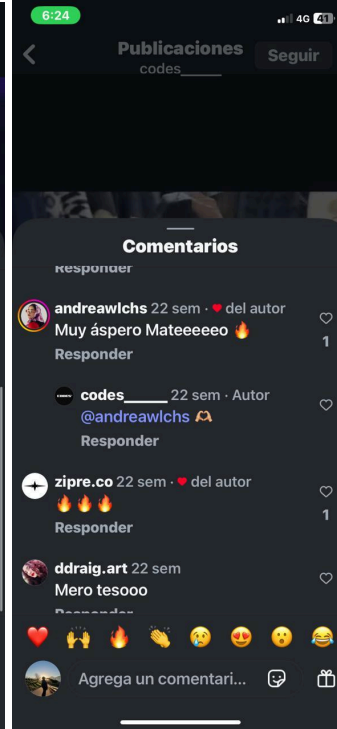 6:24
4G 41
Publicaciones
codes_____
Seguir
Comentarios
Responder
andreawlchs 22 sem · ♥ del autor
Muy áspero Mateeeeeo 🔥
1
Responder
codes_____ 22 sem · Autor
@andreawlchs 🫶🏽
Responder
zipre.co 22 sem · ♥ del autor
🔥🔥🔥
1
Responder
ddraig.art 22 sem
Mero tesooo
Responder
❤️ 🙌 🔥 👏 😢 😍 😮 😂
Agrega un comentari...